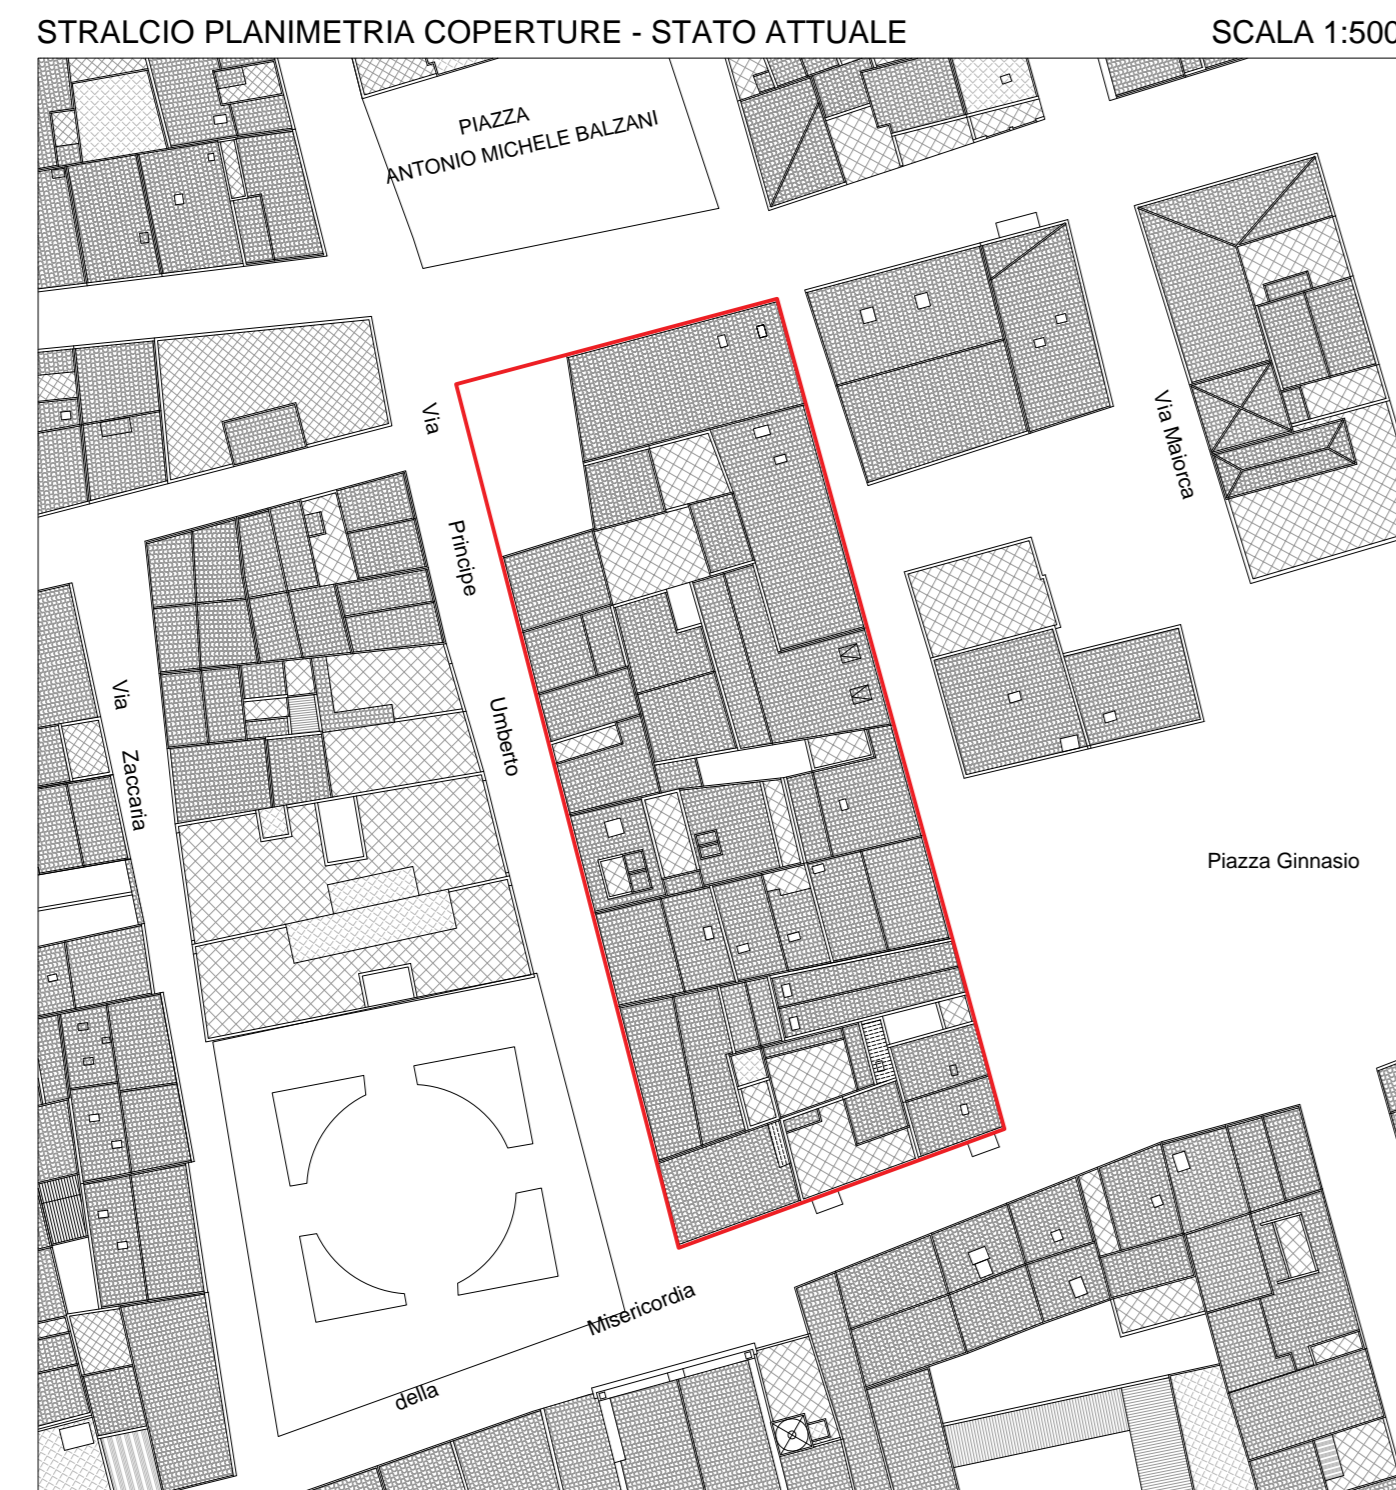 STRALCIO PLANIMETRIA COPERTURE - STATO ATTUALE
SCALA 1:500
PIAZZA
ANTONIO MICHELE BALZANI
Via
Principe
Umberto
Via Maiorca
Via
Zaccaria
Piazza Ginnasio
Misericordia
della